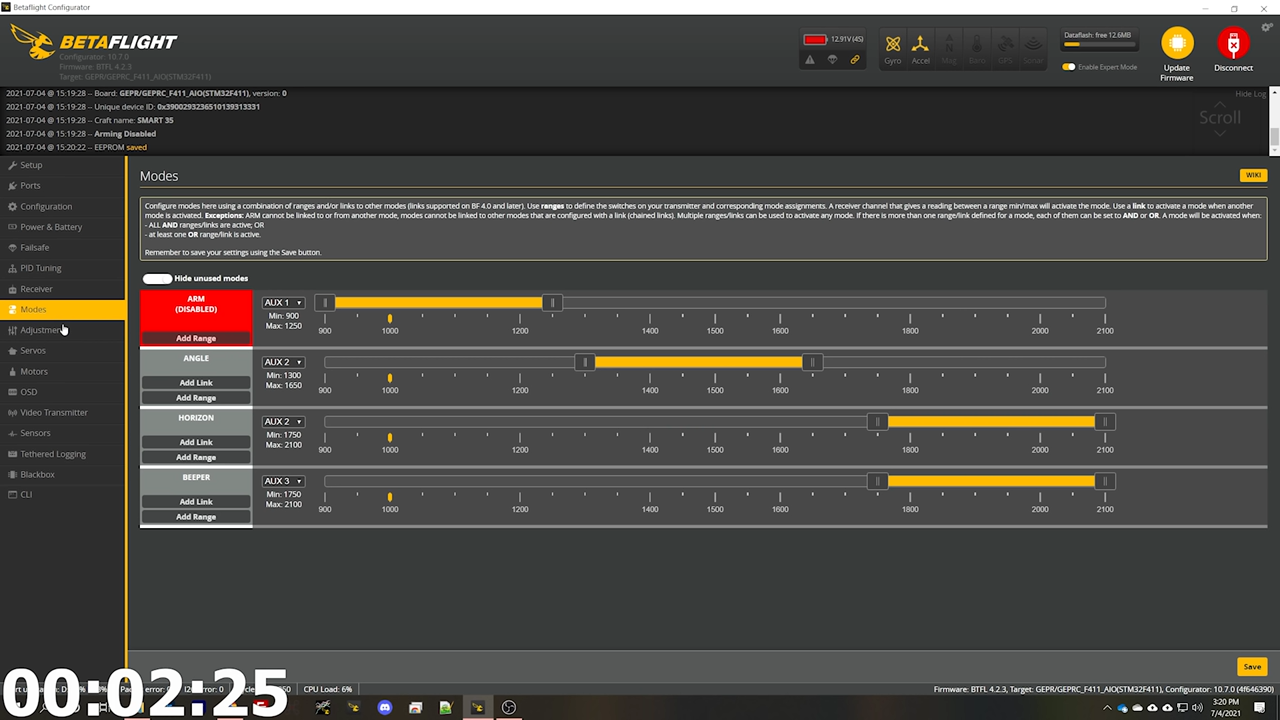 Betaflight Configurator
BETAFLIGHT
Configurator: 10.7.0
Firmware: BTFL 4.2.3
Target: GEPR/GEPRC_F411_AIO(STM32F411)
12.91V (4S)
Gyro
Accel
Mag
Baro
GPS
Sonar
Dataflash: free 12.6MB
Enable Expert Mode
Update
Firmware
Disconnect
2021-07-04 @ 15:19:28 -- Board: GEPR/GEPRC_F411_AIO(STM32F411), version: 0
2021-07-04 @ 15:19:28 -- Unique device ID: 0x3900293236510139313331
2021-07-04 @ 15:19:28 -- Craft name: SMART 35
2021-07-04 @ 15:19:28 -- Arming Disabled
2021-07-04 @ 15:20:22 -- EEPROM saved
Hide Log
Scroll
Setup
Ports
Configuration
Power & Battery
Failsafe
PID Tuning
Receiver
Modes
Adjustmen
Servos
Motors
OSD
Video Transmitter
Sensors
Tethered Logging
Blackbox
CLI
Modes
WIKI
Configure modes here using a combination of ranges and/or links to other modes (links supported on BF 4.0 and later). Use ranges to define the switches on your transmitter and corresponding mode assignments. A receiver channel that gives a reading between a range min/max will activate the mode. Use a link to activate a mode when another
mode is activated. Exceptions: ARM cannot be linked to or from another mode, modes cannot be linked to other modes that are configured with a link (chained links). Multiple ranges/links can be used to activate any mode. If there is more than one range/link defined for a mode, each of them can be set to AND or OR. A mode will be activated when:
- ALL AND ranges/links are active; OR
- at least one OR range/link is active.
Remember to save your settings using the Save button.
Hide unused modes
ARM
(DISABLED)
Add Range
AUX 1
Min: 900
Max: 1250
900 1000 1200 1400 1500 1600 1800 2000 2100
ANGLE
Add Link
Add Range
AUX 2
Min: 1300
Max: 1650
900 1000 1200 1400 1500 1600 1800 2000 2100
HORIZON
Add Link
Add Range
AUX 2
Min: 1750
Max: 2100
900 1000 1200 1400 1500 1600 1800 2000 2100
BEEPER
Add Link
Add Range
AUX 3
Min: 1750
Max: 2100
900 1000 1200 1400 1500 1600 1800 2000 2100
Save
00:02:25
CPU Load: 6%
Firmware: BTFL 4.2.3, Target: GEPR/GEPRC_F411_AIO(STM32F411), Configurator: 10.7.0 (4f646390)
3:20 PM
7/4/2021